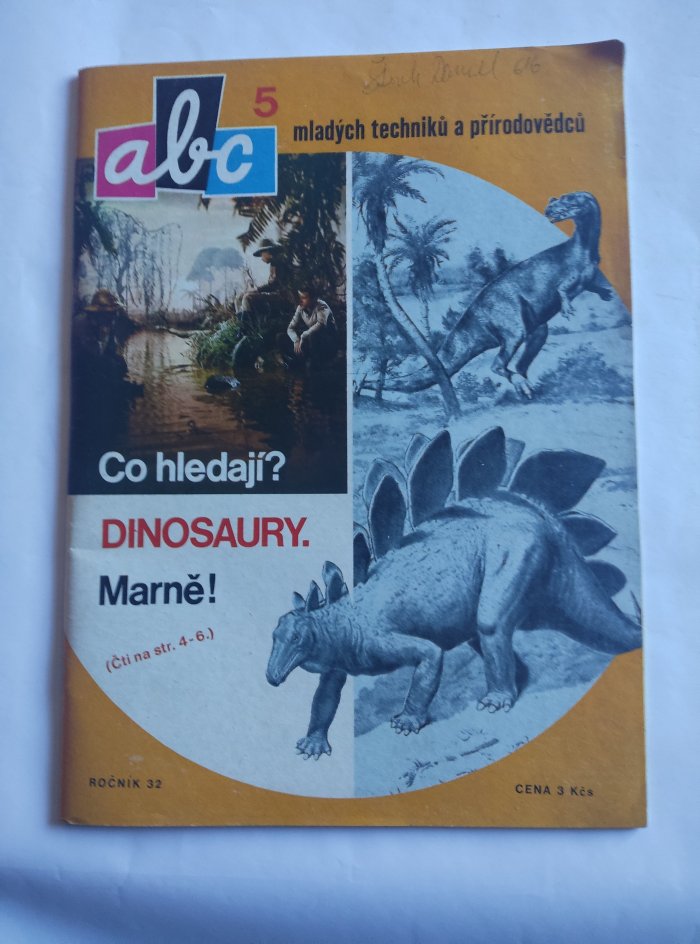 abc
5
mladých techniků a přírodovědců
Co hledají?
DINOSAURY.
Marně!
(Čti na str. 4-6.)
ROČNÍK 32
CENA 3 Kčs